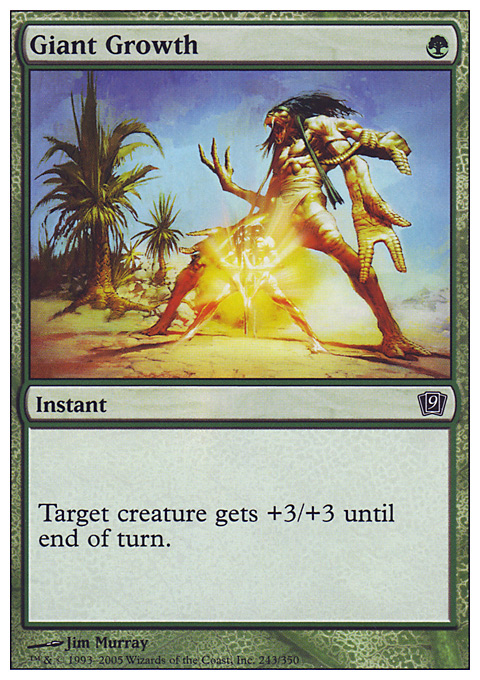 Giant Growth
Instant
9
Target creature gets +3/+3 until
end of turn.
Jim Murray
™ & © 1993–2005 Wizards of the Coast, Inc. 243/350